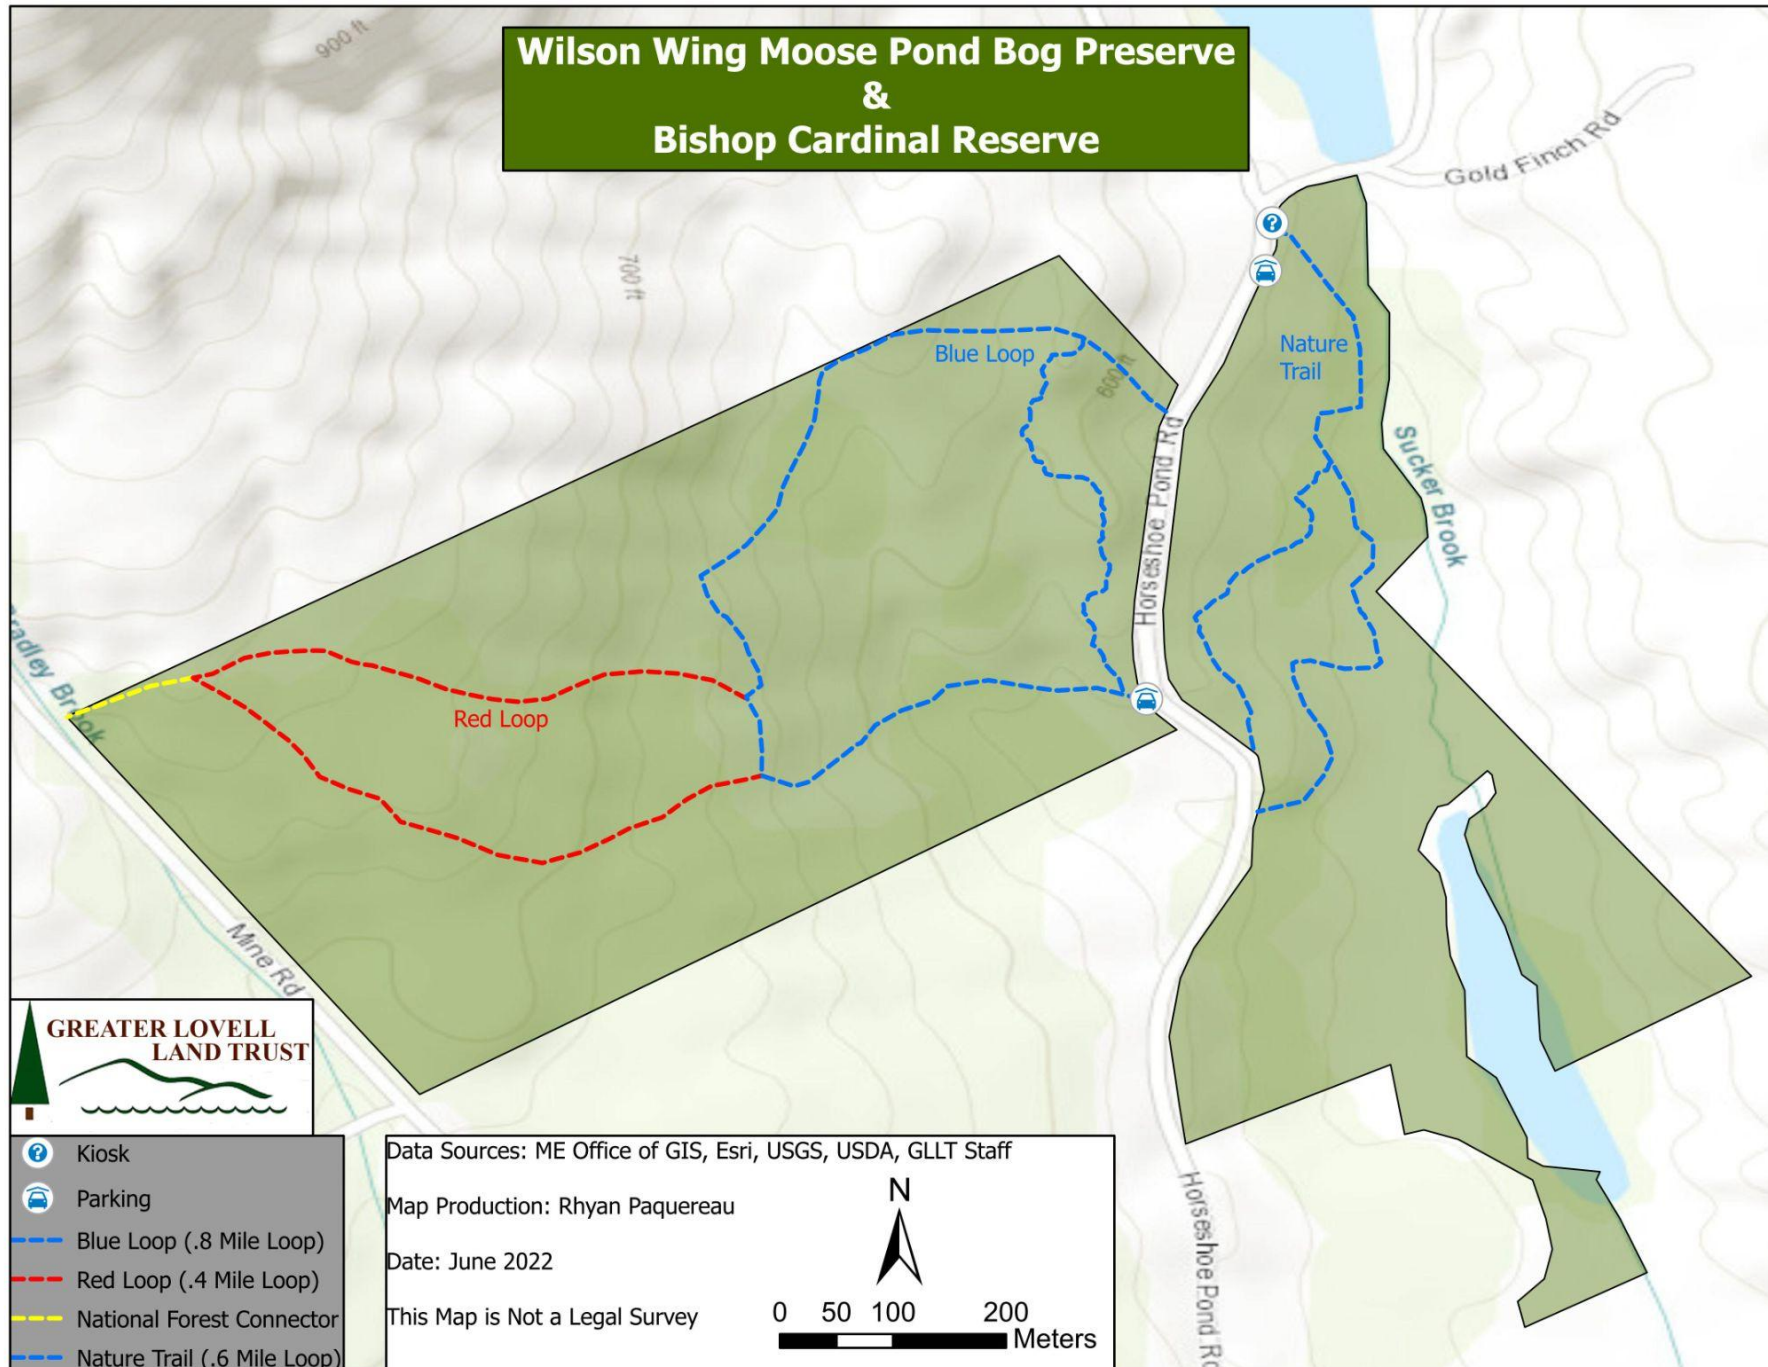 900 ft
Wilson Wing Moose Pond Bog Preserve
&
Bishop Cardinal Reserve
Gold Finch Rd
700 ft
Blue Loop
600 ft
Nature
Trail
Horseshoe Pond Rd
Sucker Brook
Red Loop
Mine Rd
GREATER LOVELL
LAND TRUST
Kiosk
Parking
Blue Loop (.8 Mile Loop)
Red Loop (.4 Mile Loop)
National Forest Connector
Nature Trail (.6 Mile Loop)
Data Sources: ME Office of GIS, Esri, USGS, USDA, GLLT Staff
Map Production: Rhyan Paquereau
Date: June 2022
This Map is Not a Legal Survey
N
0 50 100 200
Meters
Horseshoe Pond Rd